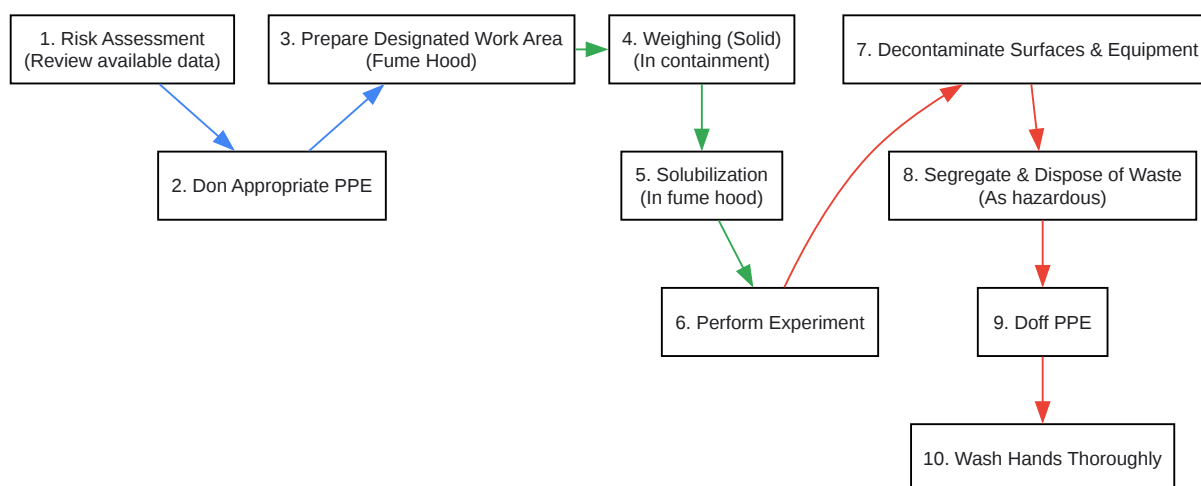 1. Risk Assessment
(Review available data)
2. Don Appropriate PPE
3. Prepare Designated Work Area
(Fume Hood)
4. Weighing (Solid)
(In containment)
5. Solubilization
(In fume hood)
6. Perform Experiment
7. Decontaminate Surfaces & Equipment
8. Segregate & Dispose of Waste
(As hazardous)
9. Doff PPE
10. Wash Hands Thoroughly